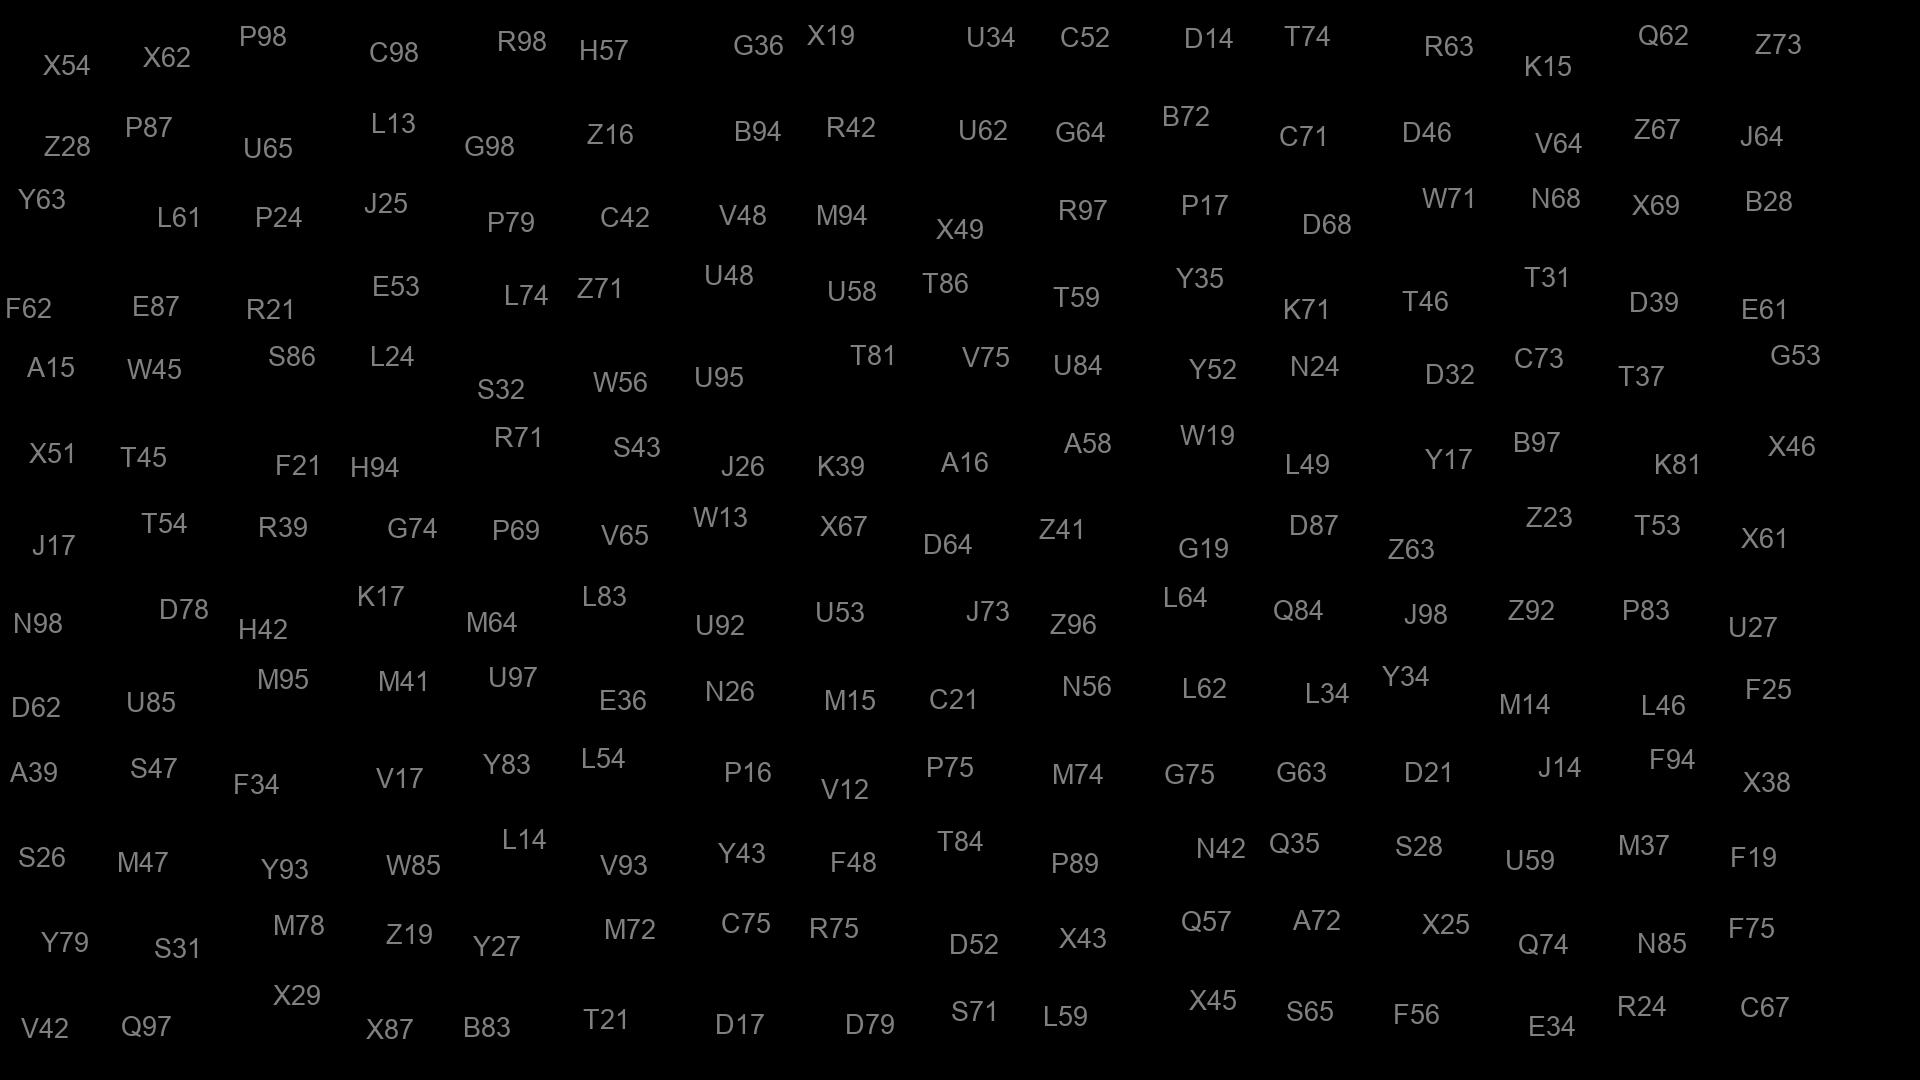 X54 X62 P98 C98 R98 H57 G36 X19 U34 C52 D14 T74 R63 K15 Q62 Z73
Z28 P87 U65 L13 G98 Z16 B94 R42 U62 G64 B72 C71 D46 V64 Z67 J64
Y63 L61 P24 J25 P79 C42 V48 M94 X49 R97 P17 D68 W71 N68 X69 B28
F62 E87 R21 E53 L74 Z71 U48 U58 T86 T59 Y35 K71 T46 T31 D39 E61
A15 W45 S86 L24 S32 W56 U95 T81 V75 U84 Y52 N24 D32 C73 T37 G53
X51 T45 F21 H94 R71 S43 J26 K39 A16 A58 W19 L49 Y17 B97 K81 X46
J17 T54 R39 G74 P69 V65 W13 X67 D64 Z41 G19 D87 Z63 Z23 T53 X61
N98 D78 H42 K17 M64 L83 U92 U53 J73 Z96 L64 Q84 J98 Z92 P83 U27
D62 U85 M95 M41 U97 E36 N26 M15 C21 N56 L62 L34 Y34 M14 L46 F25
A39 S47 F34 V17 Y83 L54 P16 V12 P75 M74 G75 G63 D21 J14 F94 X38
S26 M47 Y93 W85 L14 V93 Y43 F48 T84 P89 N42 Q35 S28 U59 M37 F19
Y79 S31 M78 Z19 Y27 M72 C75 R75 D52 X43 Q57 A72 X25 Q74 N85 F75
V42 Q97 X29 X87 B83 T21 D17 D79 S71 L59 X45 S65 F56 E34 R24 C67